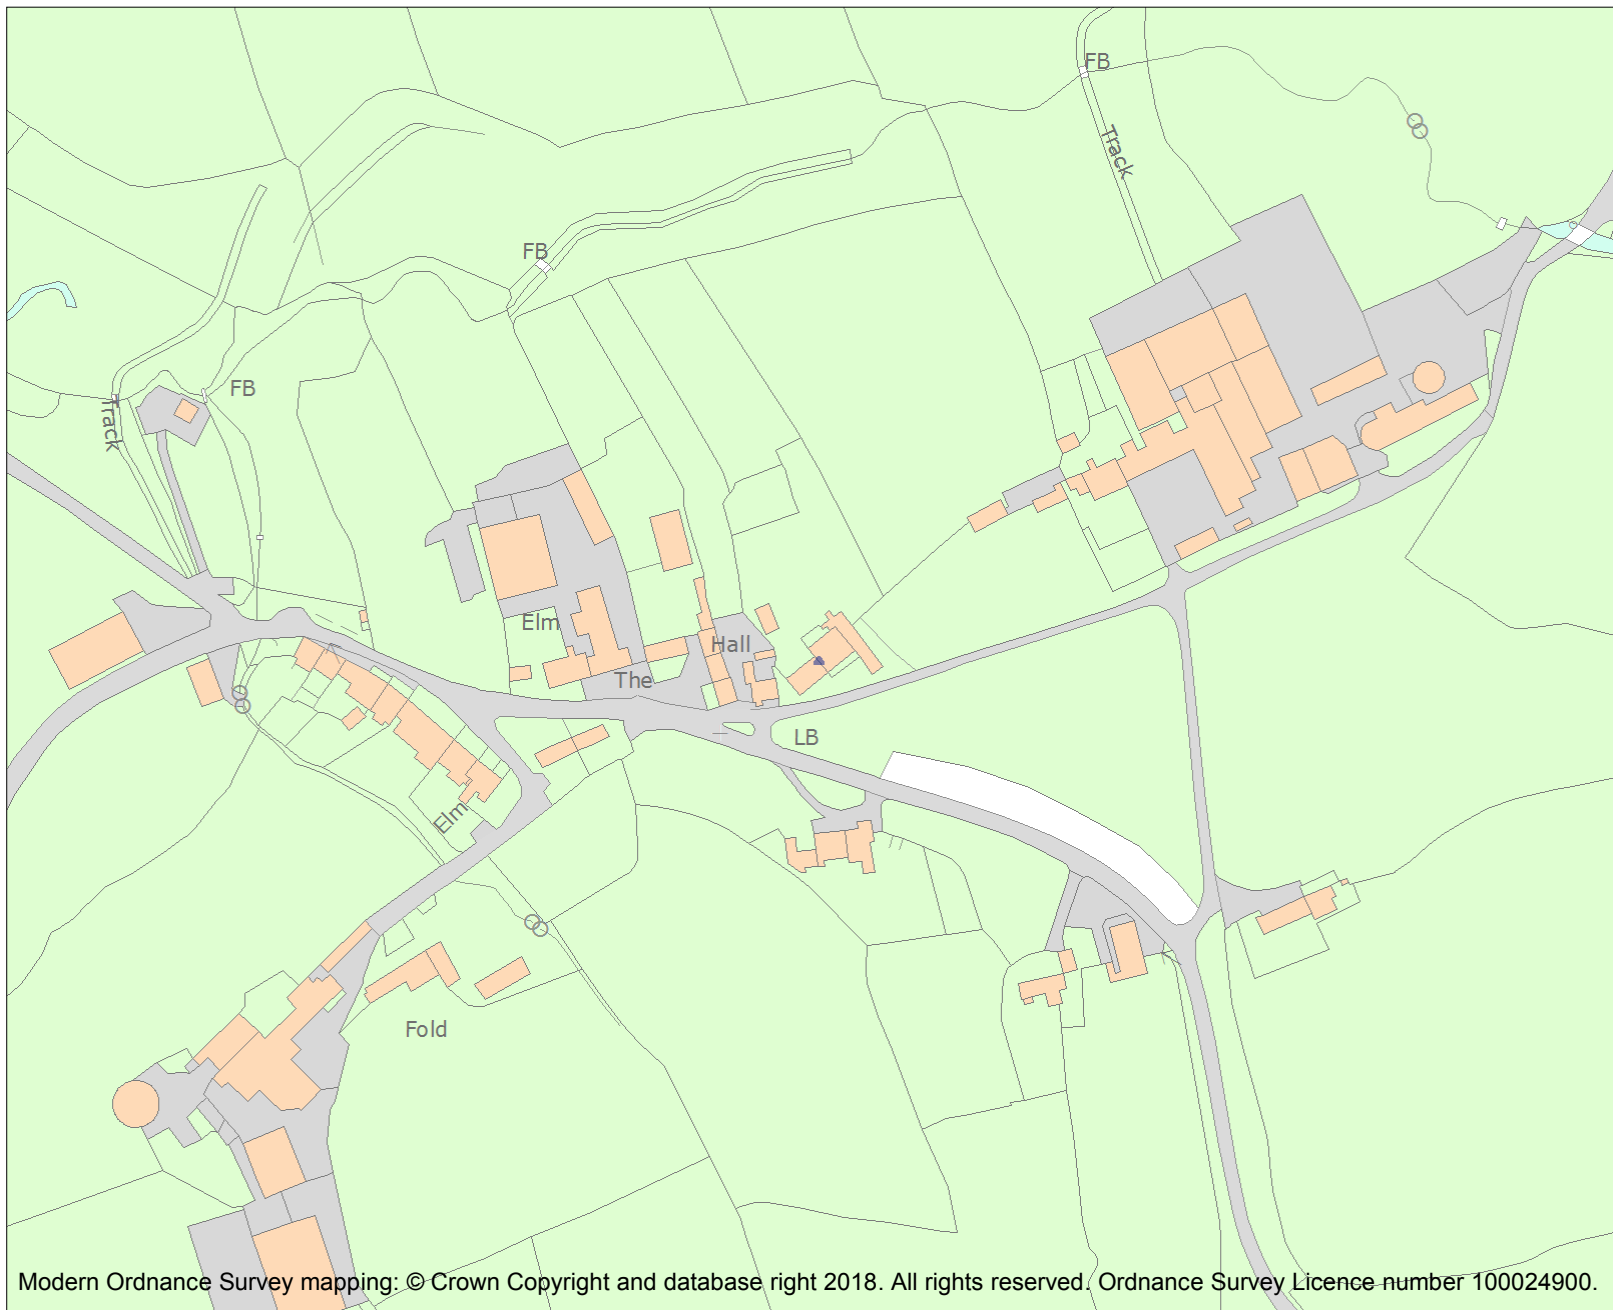 FB
Track
FB
FB
Track
Elm
Hall
The
LB
Elm
Fold
Modern Ordnance Survey mapping: © Crown Copyright and database right 2018. All rights reserved. Ordnance Survey Licence number 100024900.